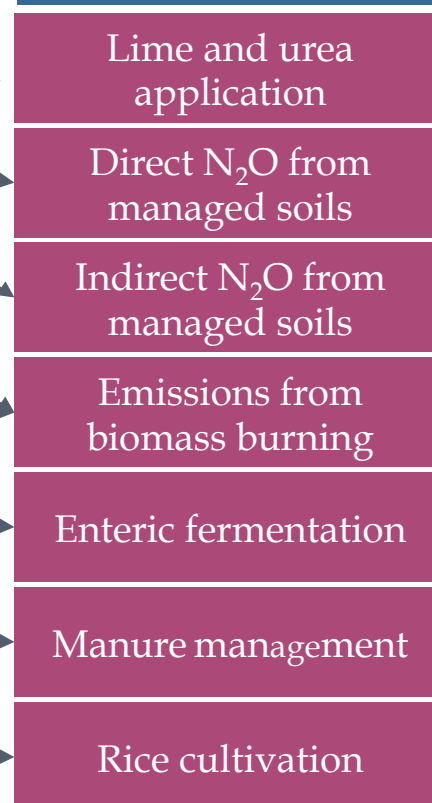 Lime and urea
application
Direct N₂O from
managed soils
Indirect N₂O from
managed soils
Emissions from
biomass burning
Enteric fermentation
Manure management
Rice cultivation